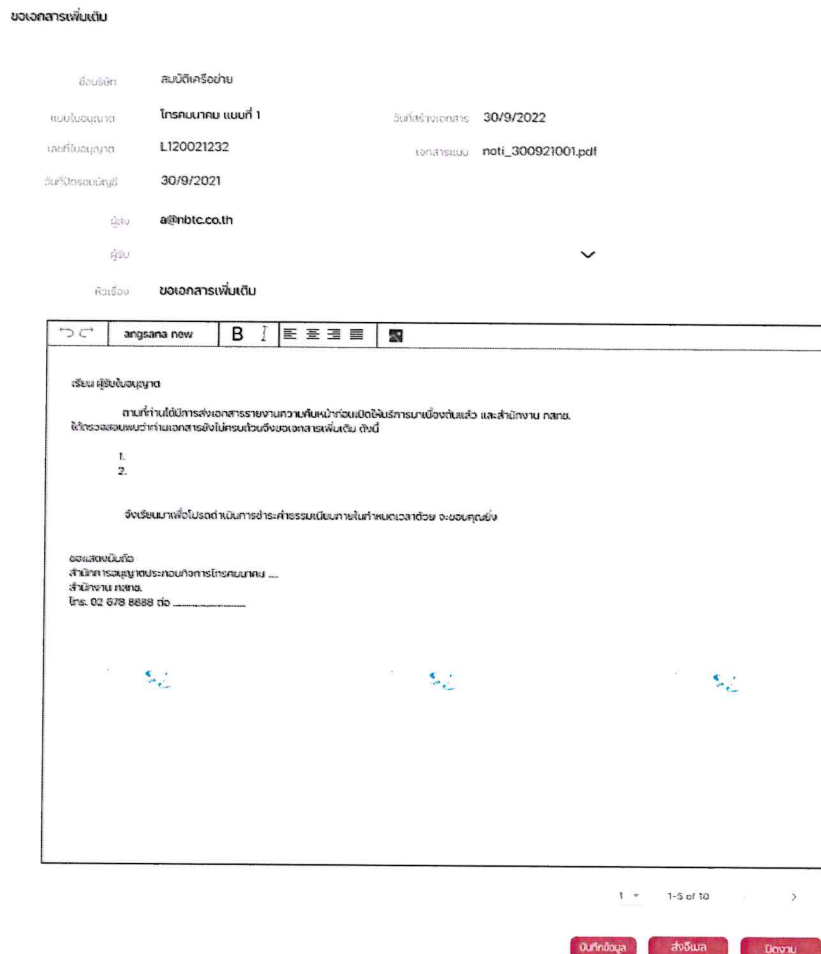 ขอเอกสารเพิ่มเติม
ชื่อบริษัท สมบัติเครือข่าย
แบบใบอนุญาต โทรคมนาคม แบบที่ 1 วันที่สร้างเอกสาร 30/9/2022
เลขที่ใบอนุญาต L120021232 เอกสารแนบ noti_300921001.pdf
วันที่ปิดรอบบัญชี 30/9/2021
ผู้ส่ง a@nbtc.co.th
ผู้รับ
หัวเรื่อง ขอเอกสารเพิ่มเติม
angsana new B I
เรียน ผู้รับใบอนุญาต
ตามที่ท่านได้มีการส่งเอกสารรายงานความคืบหน้าก่อนเปิดให้บริการมาเบื้องต้นแล้ว และสำนักงาน กสทช.
ได้ตรวจสอบพบว่าท่านเอกสารยังไม่ครบถ้วนจึงขอเอกสารเพิ่มเติม ดังนี้
1.
2.
จึงเรียนมาเพื่อโปรดดำเนินการชำระค่าธรรมเนียมภายในกำหนดเวลาด้วย จะขอบคุณยิ่ง
ขอแสดงนับถือ
สำนักการอนุญาตประกอบกิจการโทรคมนาคม ....
สำนักงาน กสทช.
โทร. 02 678 8888 ต่อ ........................
1 1-5 of 10
บันทึกข้อมูล ส่งอีเมล ปิดงาน